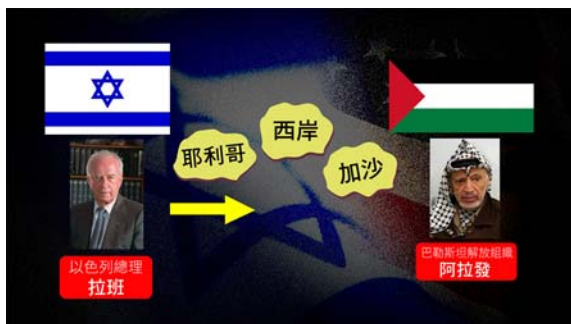 西岸
耶利哥
加沙
以色列總理
拉班
巴勒斯坦解放組織
阿拉發